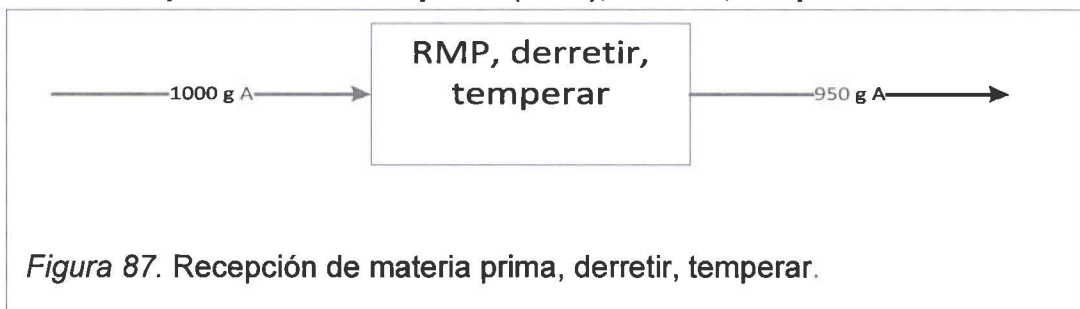 RMP, derretir,
temperar
1000 g A
950 g A
Figura 87. Recepción de materia prima, derretir, temperar.